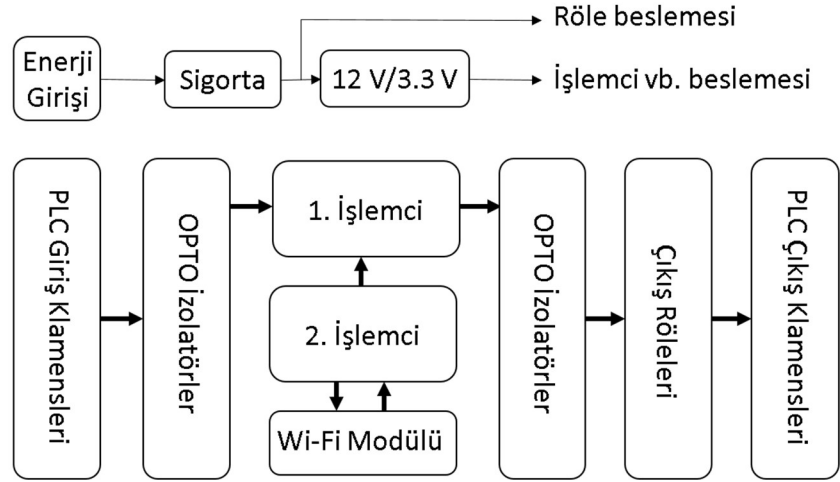 Röle beslemesi
Enerji
Girişi
Sigorta
12 V/3.3 V
İşlemci vb. beslemesi
PLC Giriş Klamensleri
OPTO İzolatörler
1. İşlemci
2. İşlemci
Wi-Fi Modülü
OPTO İzolatörler
Çıkış Röleleri
PLC Çıkış Klamensleri